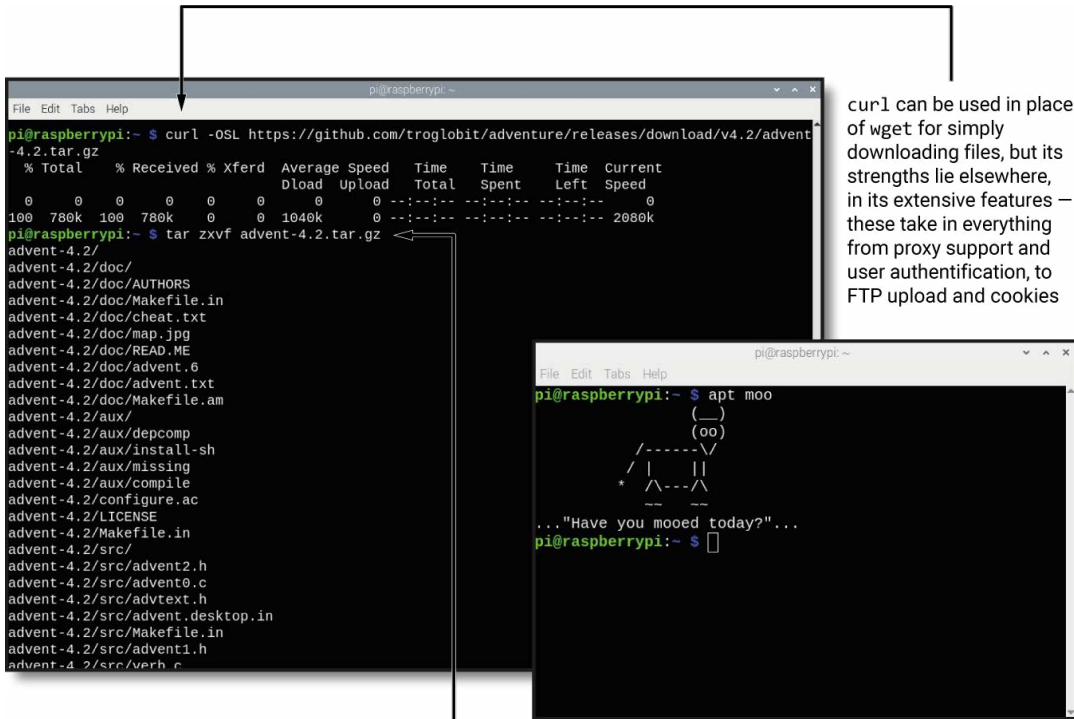 pi@raspberrypi: ~
File Edit Tabs Help
pi@raspberrypi:~ $ curl -OSL https://github.com/troglobit/adventure/releases/download/v4.2/advent
-4.2.tar.gz
  % Total    % Received % Xferd  Average Speed   Time    Time     Time  Current
                                 Dload  Upload   Total   Spent    Left  Speed
  0     0    0     0    0     0      0      0 --:--:-- --:--:-- --:--:--     0
100  780k  100  780k    0     0  1040k      0 --:--:-- --:--:-- --:--:-- 2080k
pi@raspberrypi:~ $ tar zxvf advent-4.2.tar.gz
advent-4.2/
advent-4.2/doc/
advent-4.2/doc/AUTHORS
advent-4.2/doc/Makefile.in
advent-4.2/doc/cheat.txt
advent-4.2/doc/map.jpg
advent-4.2/doc/READ.ME
advent-4.2/doc/advent.6
advent-4.2/doc/advent.txt
advent-4.2/doc/Makefile.am
advent-4.2/aux/
advent-4.2/aux/depcomp
advent-4.2/aux/install-sh
advent-4.2/aux/missing
advent-4.2/aux/compile
advent-4.2/configure.ac
advent-4.2/LICENSE
advent-4.2/Makefile.in
advent-4.2/src/
advent-4.2/src/advent2.h
advent-4.2/src/advent0.c
advent-4.2/src/advtext.h
advent-4.2/src/advent.desktop.in
advent-4.2/src/Makefile.in
advent-4.2/src/advent1.h
advent-4.2/src/verb.c
curl can be used in place
of wget for simply
downloading files, but its
strengths lie elsewhere,
in its extensive features —
these take in everything
from proxy support and
user authentification, to
FTP upload and cookies
pi@raspberrypi: ~
File Edit Tabs Help
pi@raspberrypi:~ $ apt moo
                 (__)
                 (oo)
           /------\/
          / |    ||
         *  /\---/\
            ~~   ~~
..."Have you mooed today?"...
pi@raspberrypi:~ $